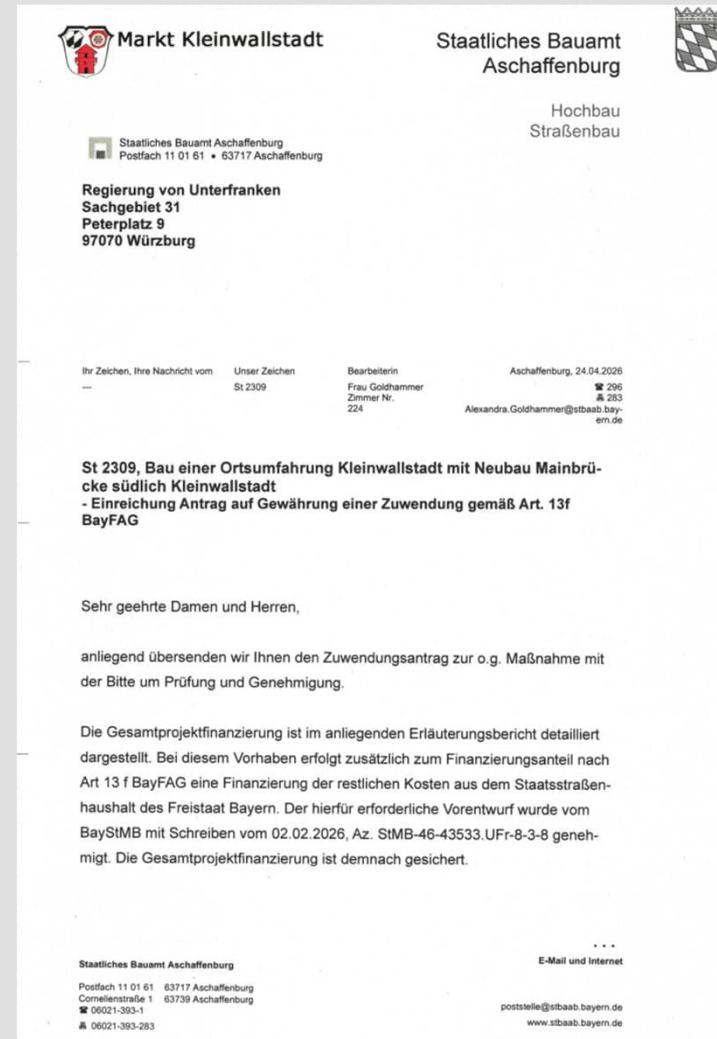 Markt Kleinwallstadt
Staatliches Bauamt
Aschaffenburg
Hochbau
Straßenbau
Staatliches Bauamt Aschaffenburg
Postfach 11 01 61 • 63717 Aschaffenburg
Regierung von Unterfranken
Sachgebiet 31
Peterplatz 9
97070 Würzburg
Ihr Zeichen, Ihre Nachricht vom
---
Unser Zeichen
St 2309
Bearbeiterin
Frau Goldhammer
Zimmer Nr.
224
Aschaffenburg, 24.04.2026
☎ 296
🖷 283
Alexandra.Goldhammer@stbaab.bay-
ern.de
St 2309, Bau einer Ortsumfahrung Kleinwallstadt mit Neubau Mainbrü-
cke südlich Kleinwallstadt
- Einreichung Antrag auf Gewährung einer Zuwendung gemäß Art. 13f
BayFAG
Sehr geehrte Damen und Herren,
anliegend übersenden wir Ihnen den Zuwendungsantrag zur o.g. Maßnahme mit
der Bitte um Prüfung und Genehmigung.
Die Gesamtprojektfinanzierung ist im anliegenden Erläuterungsbericht detailliert
dargestellt. Bei diesem Vorhaben erfolgt zusätzlich zum Finanzierungsanteil nach
Art 13 f BayFAG eine Finanzierung der restlichen Kosten aus dem Staatsstraßen-
haushalt des Freistaat Bayern. Der hierfür erforderliche Vorentwurf wurde vom
BayStMB mit Schreiben vom 02.02.2026, Az. StMB-46-43533.UFr-8-3-8 geneh-
migt. Die Gesamtprojektfinanzierung ist demnach gesichert.
...
Staatliches Bauamt Aschaffenburg
Postfach 11 01 61 63717 Aschaffenburg
Cornelienstraße 1 63739 Aschaffenburg
☎ 06021-393-1
🖷 06021-393-283
E-Mail und Internet
poststelle@stbaab.bayern.de
www.stbaab.bayern.de